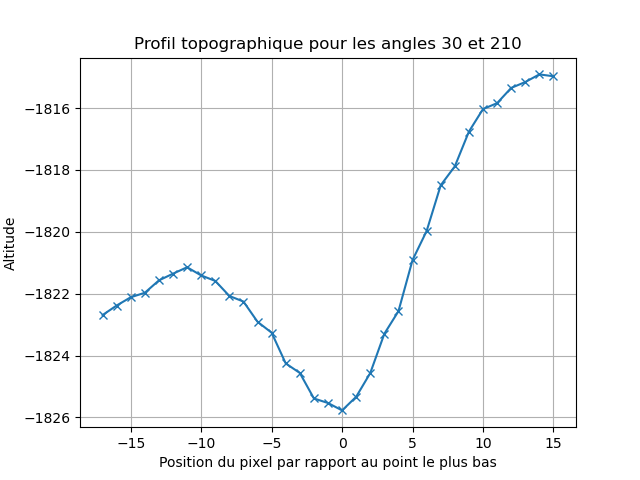 Profil topographique pour les angles 30 et 210
Altitude
−1816
−1818
−1820
−1822
−1824
−1826
−15 −10 −5 0 5 10 15
Position du pixel par rapport au point le plus bas